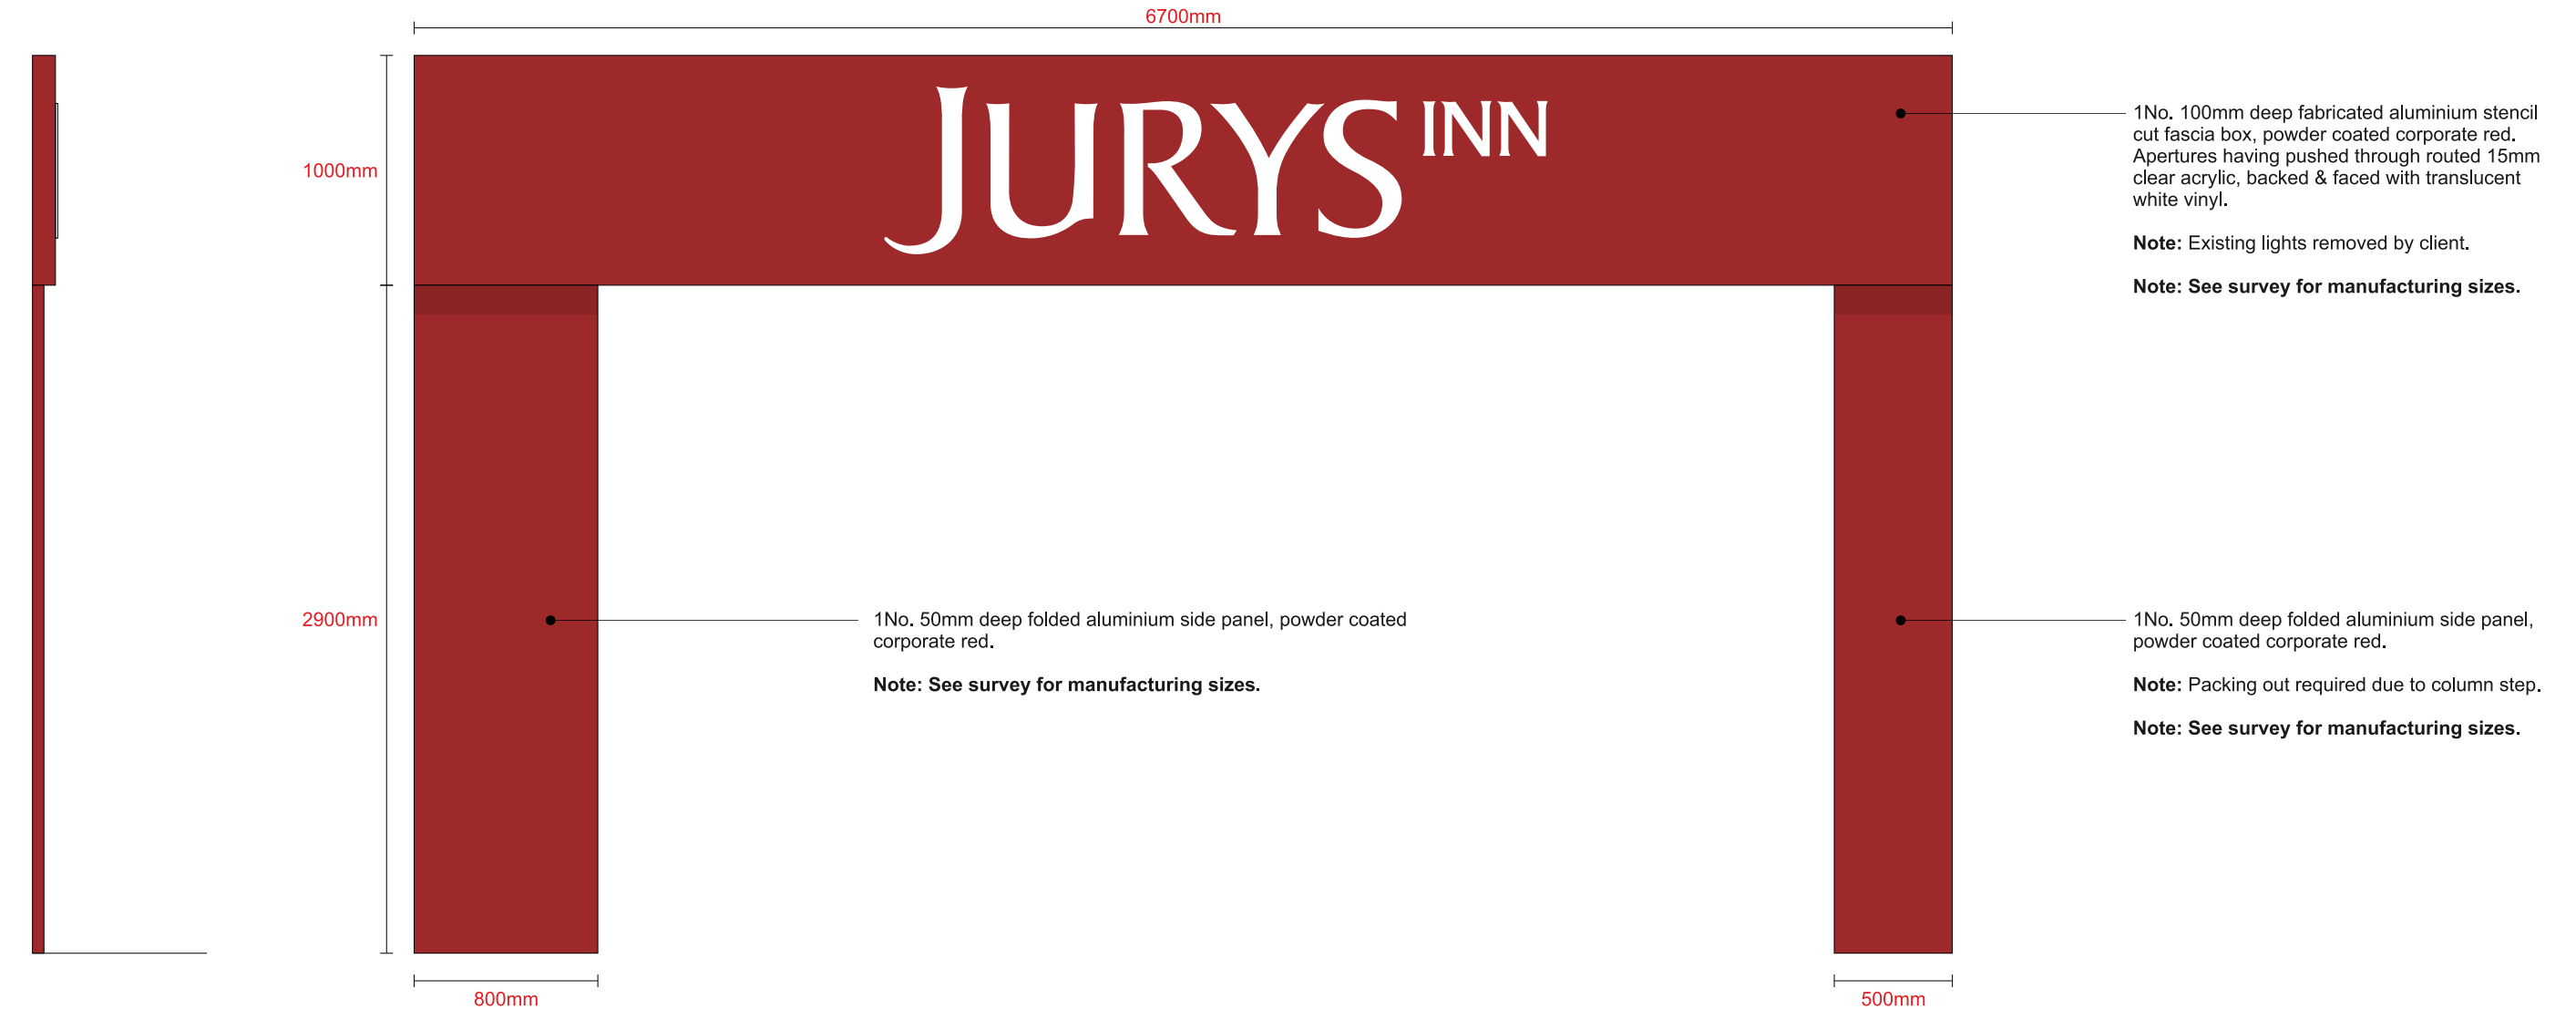 6700mm
JURYS INN
1000mm
1No. 100mm deep fabricated aluminium stencil
cut fascia box, powder coated corporate red.
Apertures having pushed through routed 15mm
clear acrylic, backed & faced with translucent
white vinyl.
Note: Existing lights removed by client.
Note: See survey for manufacturing sizes.
2900mm
1No. 50mm deep folded aluminium side panel, powder coated
corporate red.
Note: See survey for manufacturing sizes.
1No. 50mm deep folded aluminium side panel,
powder coated corporate red.
Note: Packing out required due to column step.
Note: See survey for manufacturing sizes.
800mm
500mm